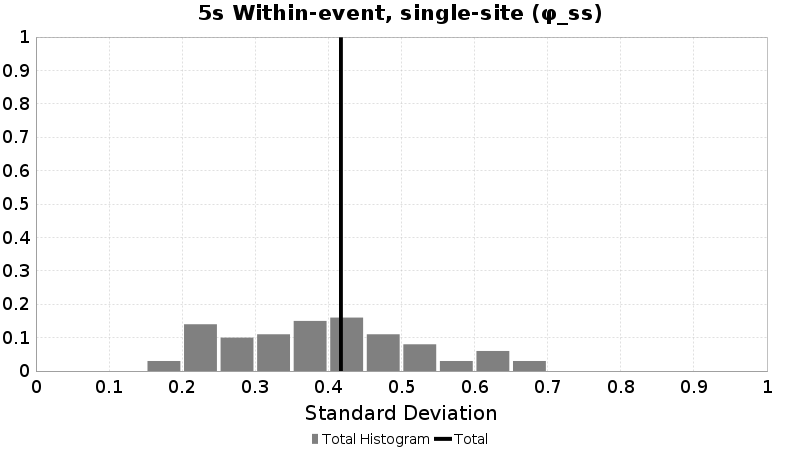 5s Within-event, single-site (φ_ss)
1
0.9
0.8
0.7
0.6
0.5
0.4
0.3
0.2
0.1
0
0 0.1 0.2 0.3 0.4 0.5 0.6 0.7 0.8 0.9 1
Standard Deviation
Total Histogram Total